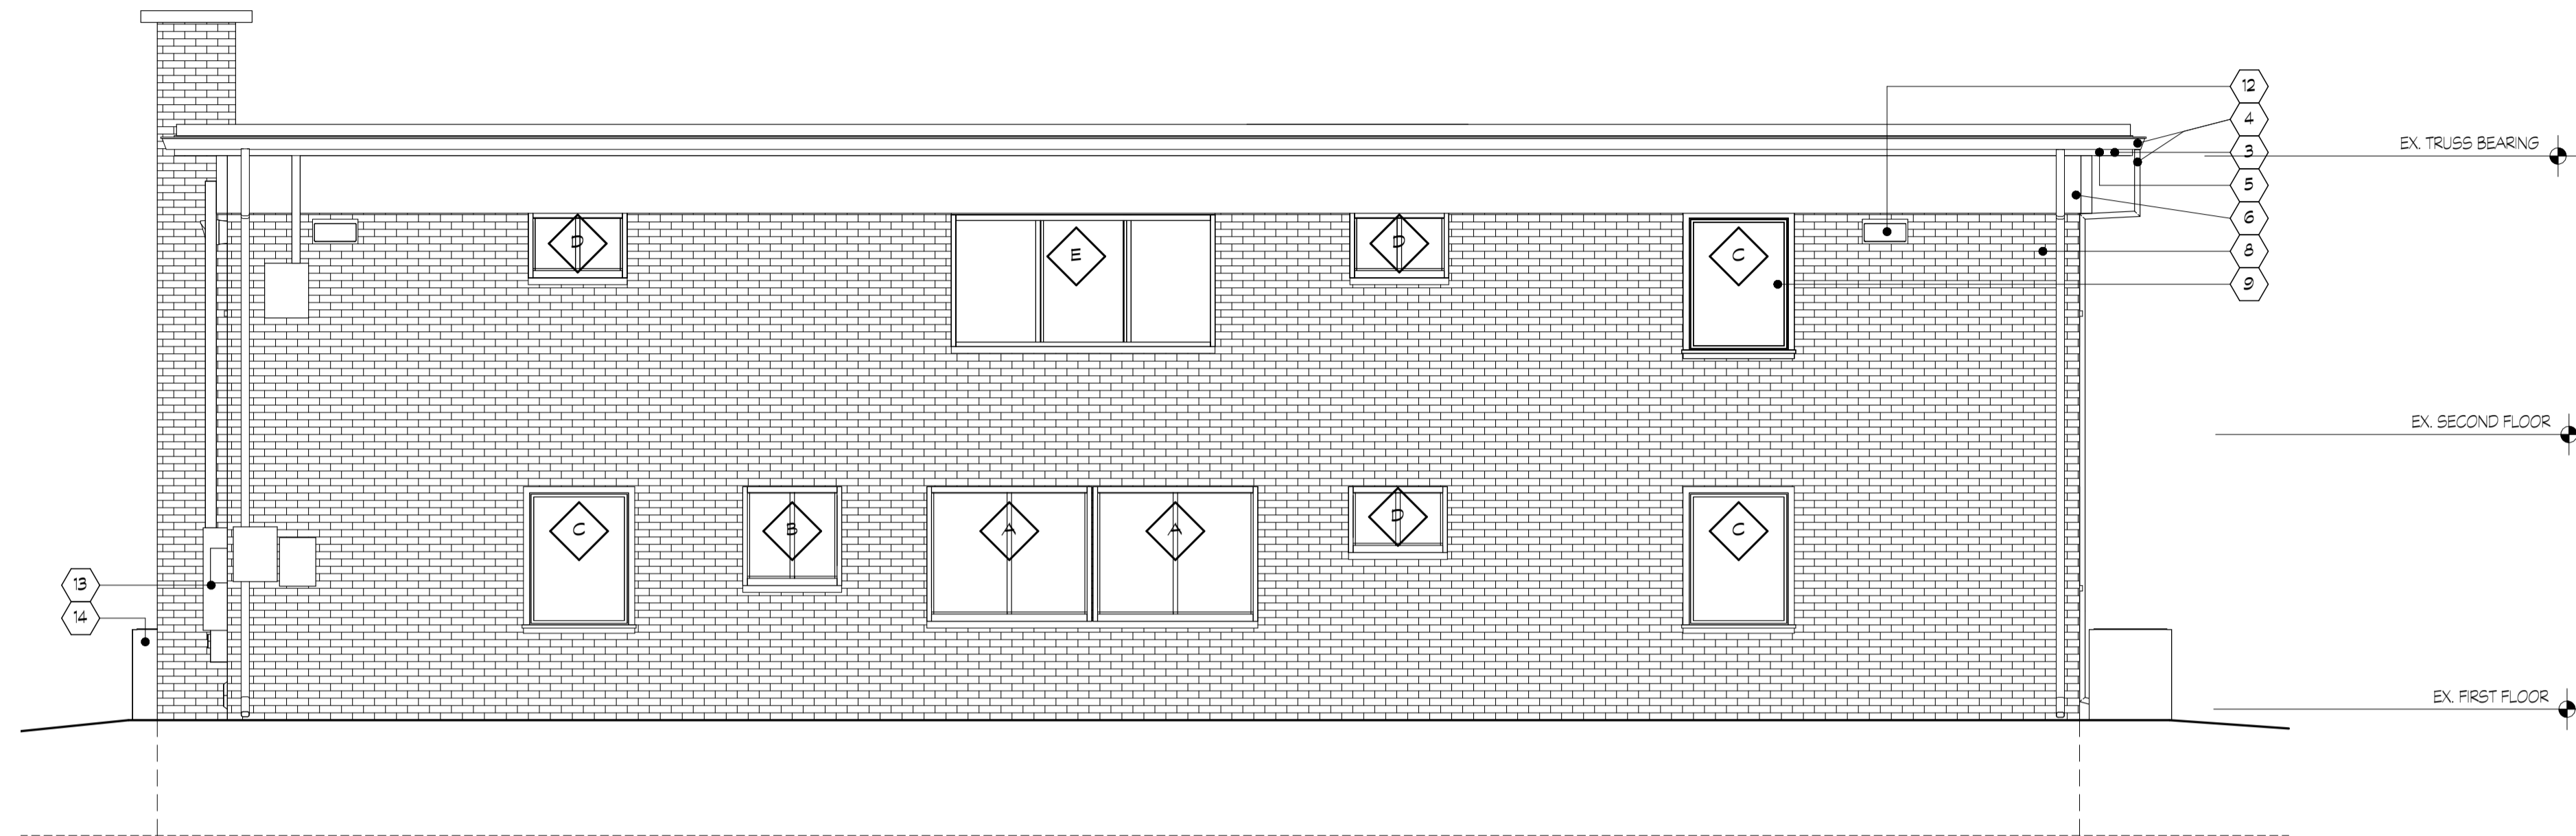 12
4
EX. TRUSS BEARING
3
5
6
8
9
D
E
D
C
EX. SECOND FLOOR
C
B
A
A
D
C
13
14
EX. FIRST FLOOR